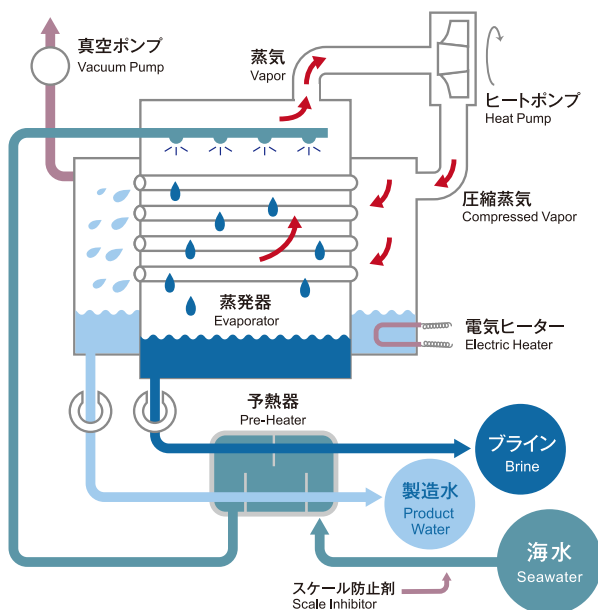 真空ポンプ
Vacuum Pump
蒸気
Vapor
ヒートポンプ
Heat Pump
圧縮蒸気
Compressed Vapor
蒸発器
Evaporator
電気ヒーター
Electric Heater
予熱器
Pre-Heater
ブライン
Brine
製造水
Product
Water
海水
Seawater
スケール防止剤
Scale Inhibitor